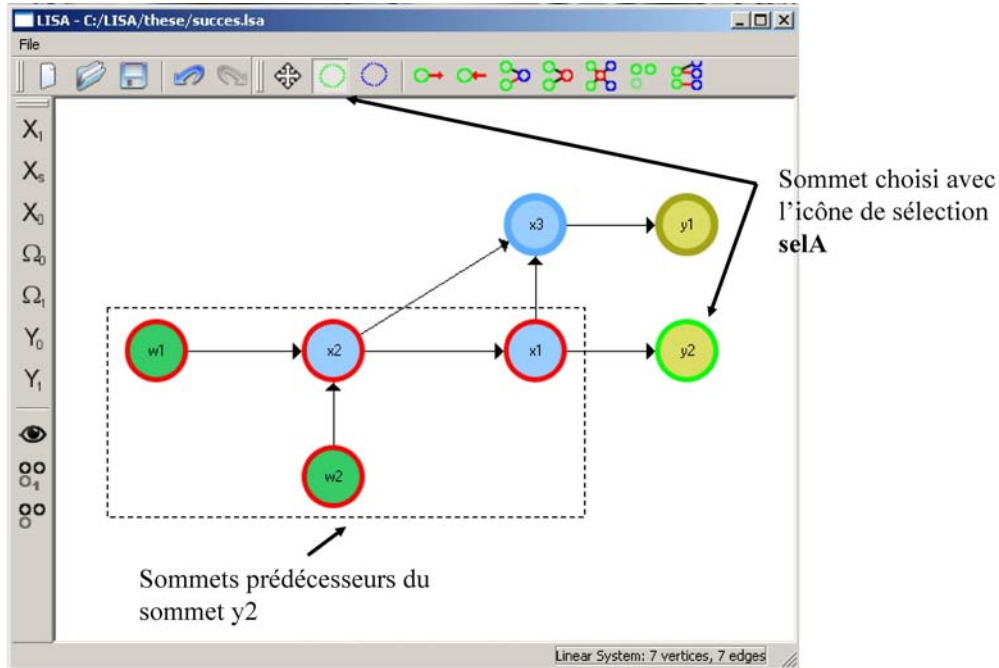 LISA - C:/LISA/these/succes.lsa
File
X1
Xs
X0
Ω0
Ω1
Y0
Y1
1
x3
y1
w1
x2
x1
y2
w2
Sommet choisi avec
l'icône de sélection
selA
Sommets prédécesseurs du
sommet y2
Linear System: 7 vertices, 7 edges